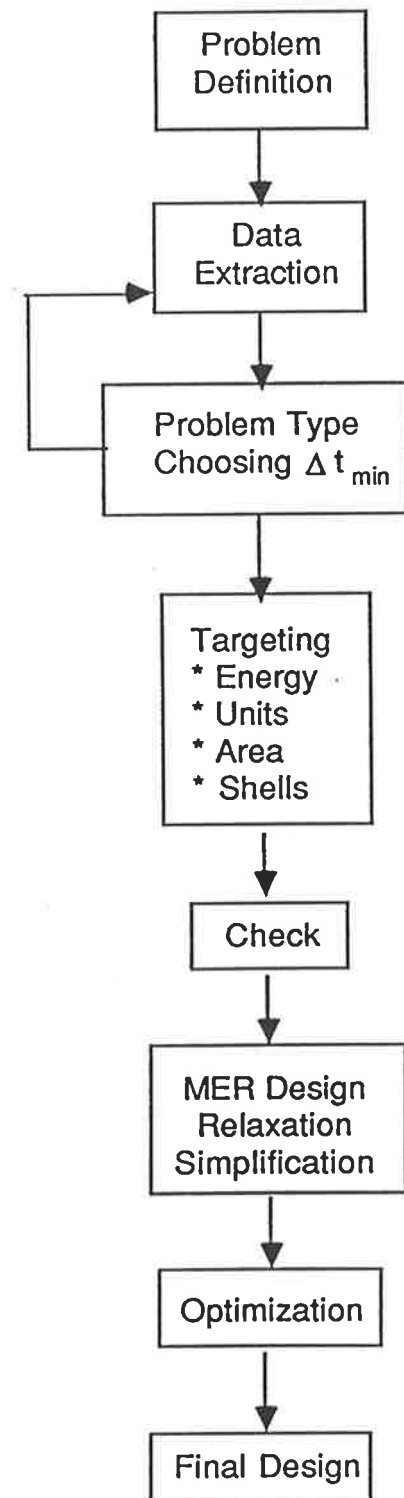 Problem
Definition
Data
Extraction
Problem Type
Choosing Δ t min
Targeting
* Energy
* Units
* Area
* Shells
Check
MER Design
Relaxation
Simplification
Optimization
Final Design